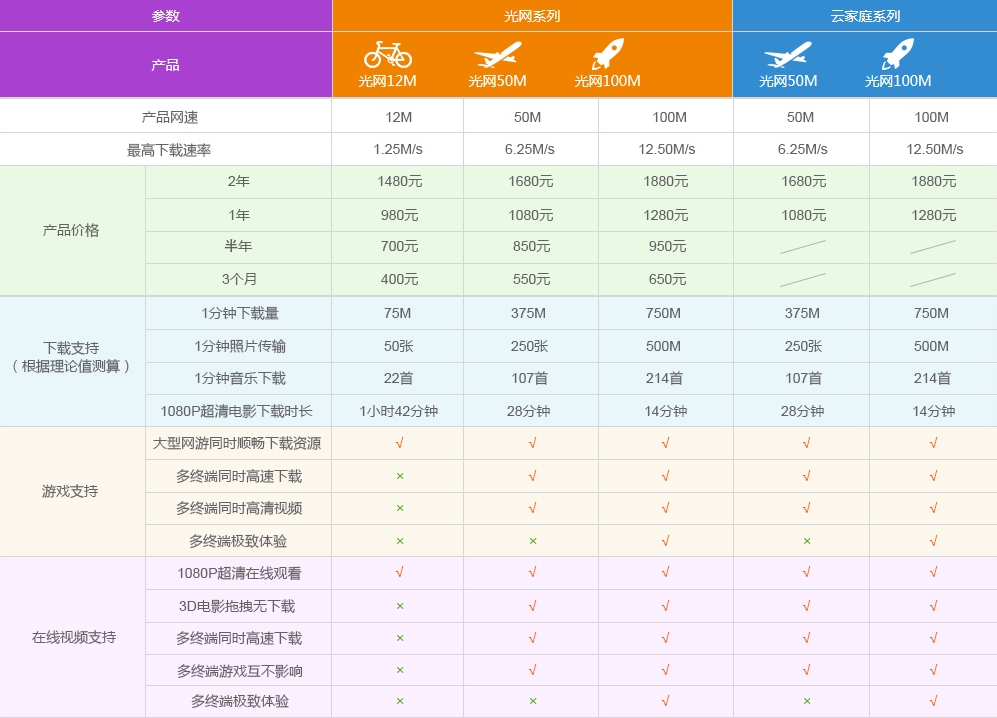 参数 光网系列 云家庭系列
产品 光网12M 光网50M 光网100M 光网50M 光网100M
产品网速 12M 50M 100M 50M 100M
最高下载速率 1.25M/s 6.25M/s 12.50M/s 6.25M/s 12.50M/s
产品价格
2年 1480元 1680元 1880元 1680元 1880元
1年 980元 1080元 1280元 1080元 1280元
半年 700元 850元 950元
3个月 400元 550元 650元
下载支持
（根据理论值测算）
1分钟下载量 75M 375M 750M 375M 750M
1分钟照片传输 50张 250张 500M 250张 500M
1分钟音乐下载 22首 107首 214首 107首 214首
1080P超清电影下载时长 1小时42分钟 28分钟 14分钟 28分钟 14分钟
游戏支持
大型网游同时顺畅下载资源 √ √ √ √ √
多终端同时高速下载 × √ √ √ √
多终端同时高清视频 × √ √ √ √
多终端极致体验 × × √ × √
在线视频支持
1080P超清在线观看 √ √ √ √ √
3D电影拖拽无下载 × √ √ √ √
多终端同时高速下载 × √ √ √ √
多终端游戏互不影响 × √ √ √ √
多终端极致体验 × × √ × √